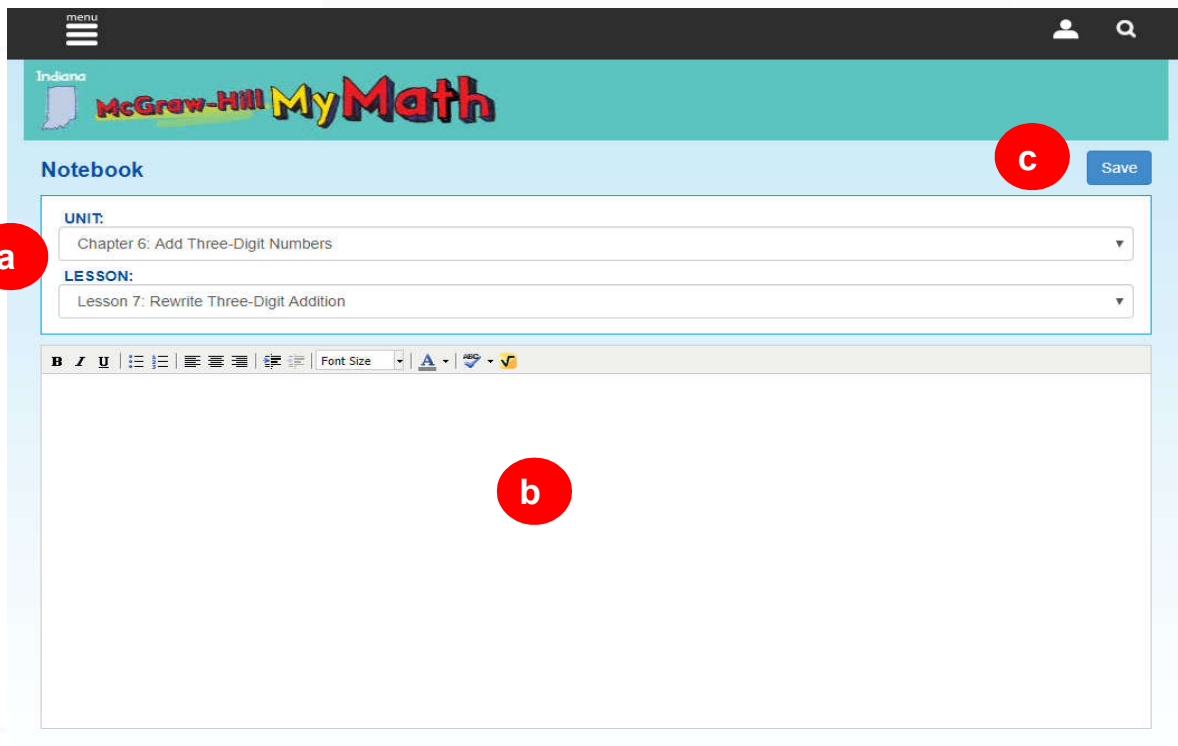 menu
Indiana
McGraw-Hill My Math
Notebook
c
Save
a
UNIT:
Chapter 6: Add Three-Digit Numbers
LESSON:
Lesson 7: Rewrite Three-Digit Addition
B I U Font Size A ABC
b